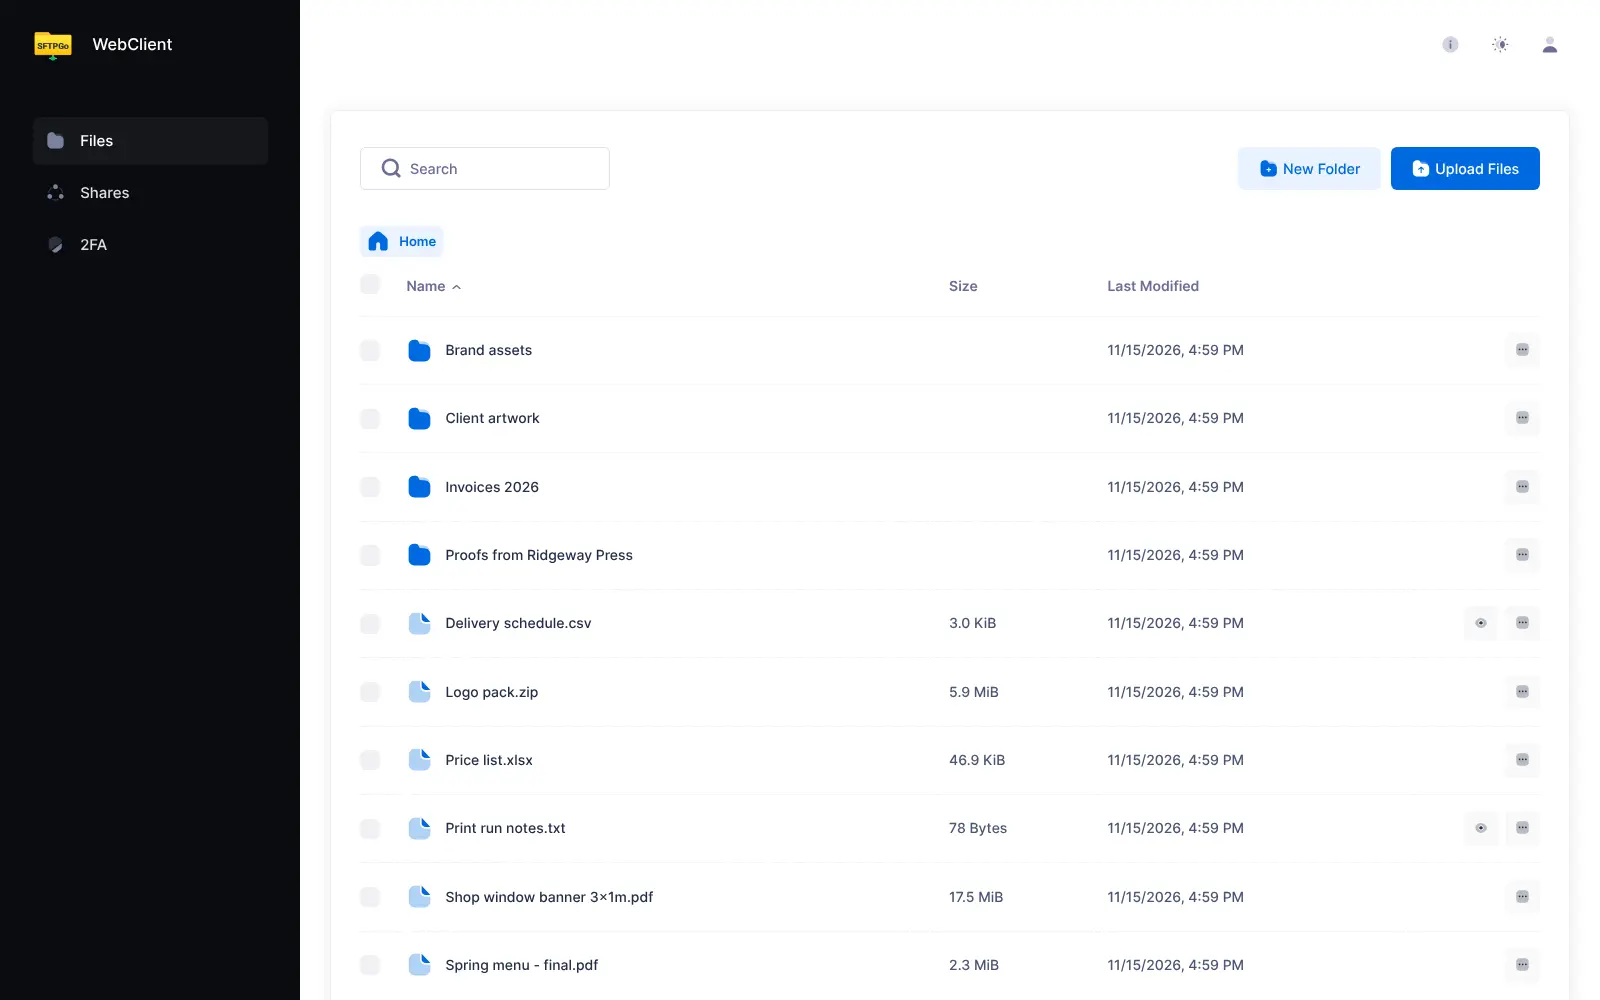 SFTPGo WebClient
Files
Shares
2FA
Search
New Folder
Upload Files
Home
Name Size Last Modified
Brand assets 11/15/2026, 4:59 PM
Client artwork 11/15/2026, 4:59 PM
Invoices 2026 11/15/2026, 4:59 PM
Proofs from Ridgeway Press 11/15/2026, 4:59 PM
Delivery schedule.csv 3.0 KiB 11/15/2026, 4:59 PM
Logo pack.zip 5.9 MiB 11/15/2026, 4:59 PM
Price list.xlsx 46.9 KiB 11/15/2026, 4:59 PM
Print run notes.txt 78 Bytes 11/15/2026, 4:59 PM
Shop window banner 3×1m.pdf 17.5 MiB 11/15/2026, 4:59 PM
Spring menu - final.pdf 2.3 MiB 11/15/2026, 4:59 PM